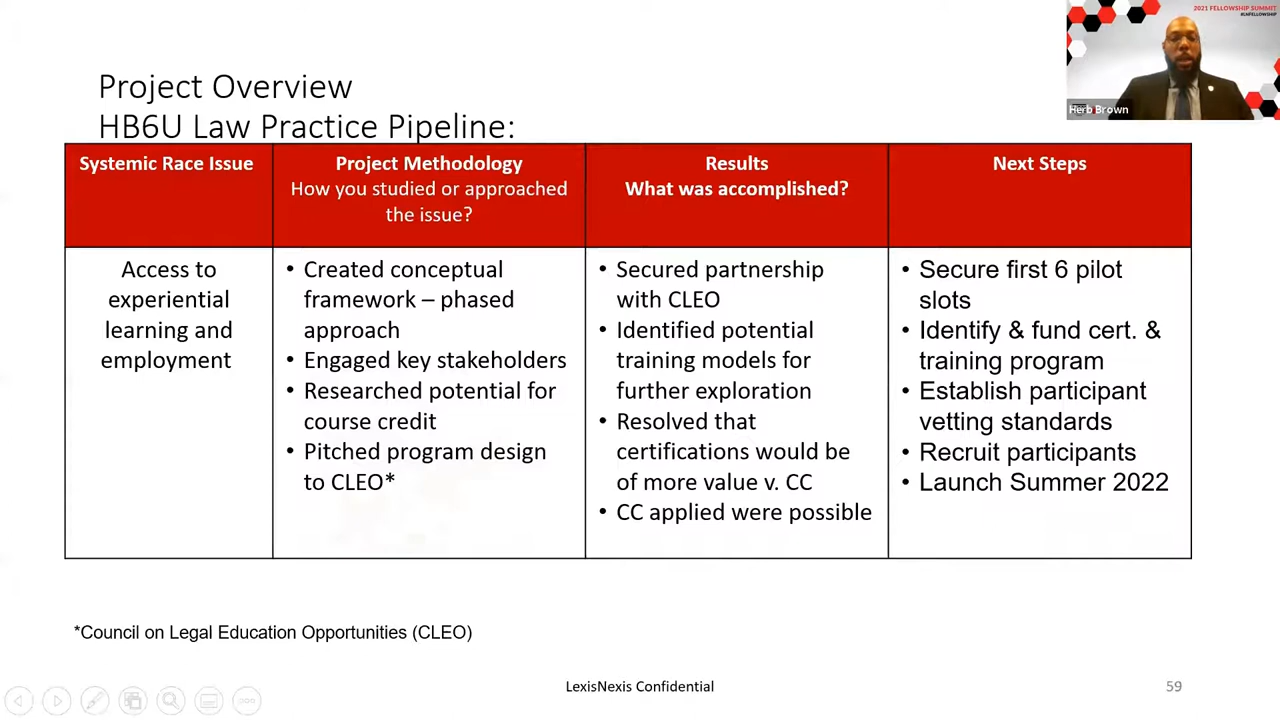 2021 FELLOWSHIP SUMMIT
#LNFELLOWSHIP
Herb Brown
Project Overview
HB6U Law Practice Pipeline:
Systemic Race Issue
Project Methodology
How you studied or approached
the issue?
Results
What was accomplished?
Next Steps
Access to
experiential
learning and
employment
• Created conceptual
framework – phased
approach
• Engaged key stakeholders
• Researched potential for
course credit
• Pitched program design
to CLEO*
• Secured partnership
with CLEO
• Identified potential
training models for
further exploration
• Resolved that
certifications would be
of more value v. CC
• CC applied were possible
• Secure first 6 pilot
slots
• Identify & fund cert. &
training program
• Establish participant
vetting standards
• Recruit participants
• Launch Summer 2022
*Council on Legal Education Opportunities (CLEO)
LexisNexis Confidential
59